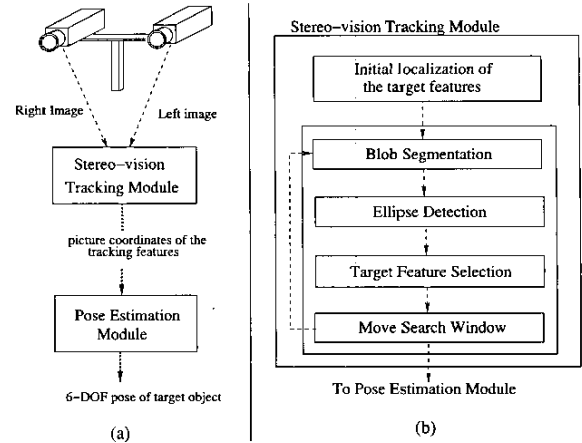 Right Image
Left image
Stereo-vision
Tracking Module
picture coordinates of the
tracking features
Pose Estimation
Module
6-DOF pose of target object
(a)
Stereo-vision Tracking Module
Initial localization of
the target features
Blob Segmentation
Ellipse Detection
Target Feature Selection
Move Search Window
To Pose Estimation Module
(b)